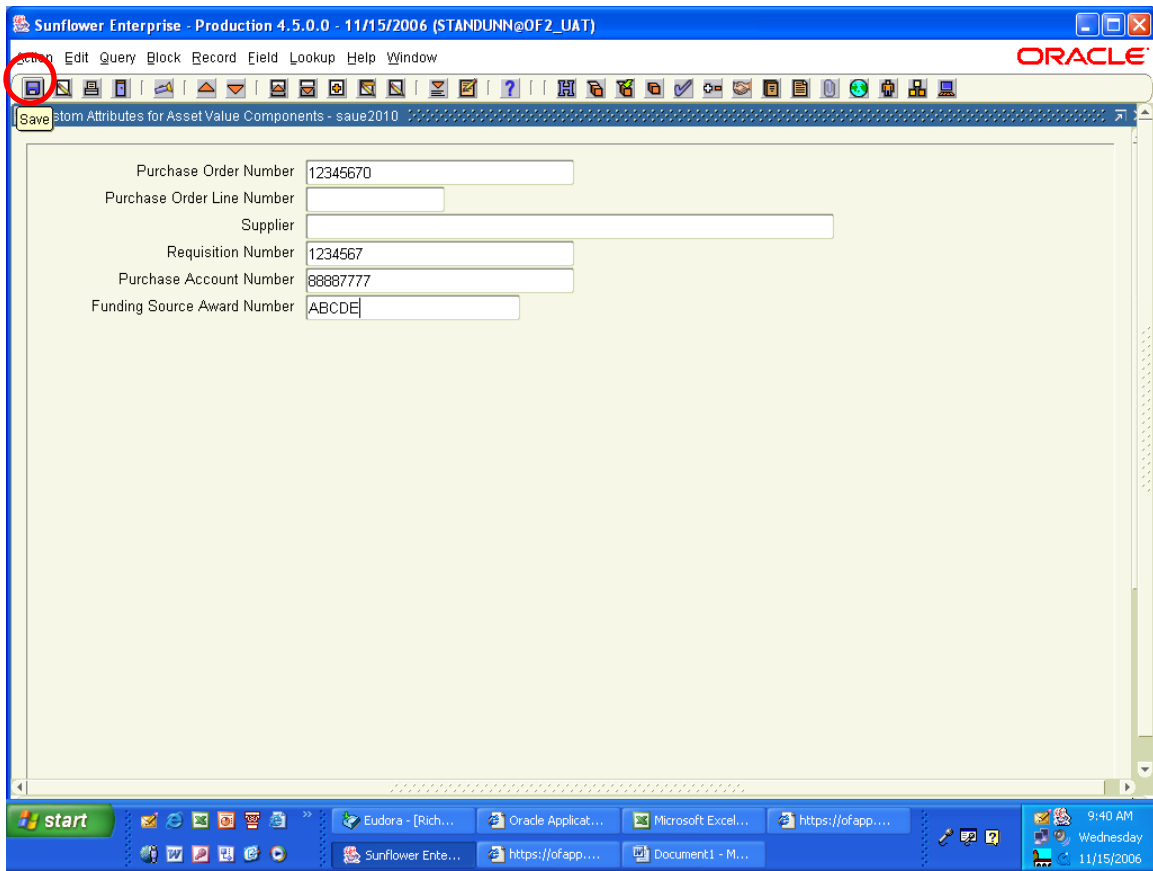 Sunflower Enterprise - Production 4.5.0.0 - 11/15/2006 (STANDUNN@OF2_UAT)
Action Edit Query Block Record Field Lookup Help Window
ORACLE
Save
stom Attributes for Asset Value Components - saue2010
Purchase Order Number 12345670
Purchase Order Line Number
Supplier
Requisition Number 1234567
Purchase Account Number 88887777
Funding Source Award Number ABCDE
start
Eudora - [Rich... Oracle Applicat... Microsoft Excel... https://ofapp....
9:40 AM
Wednesday
Sunflower Ente... https://ofapp.... Document1 - M...
11/15/2006